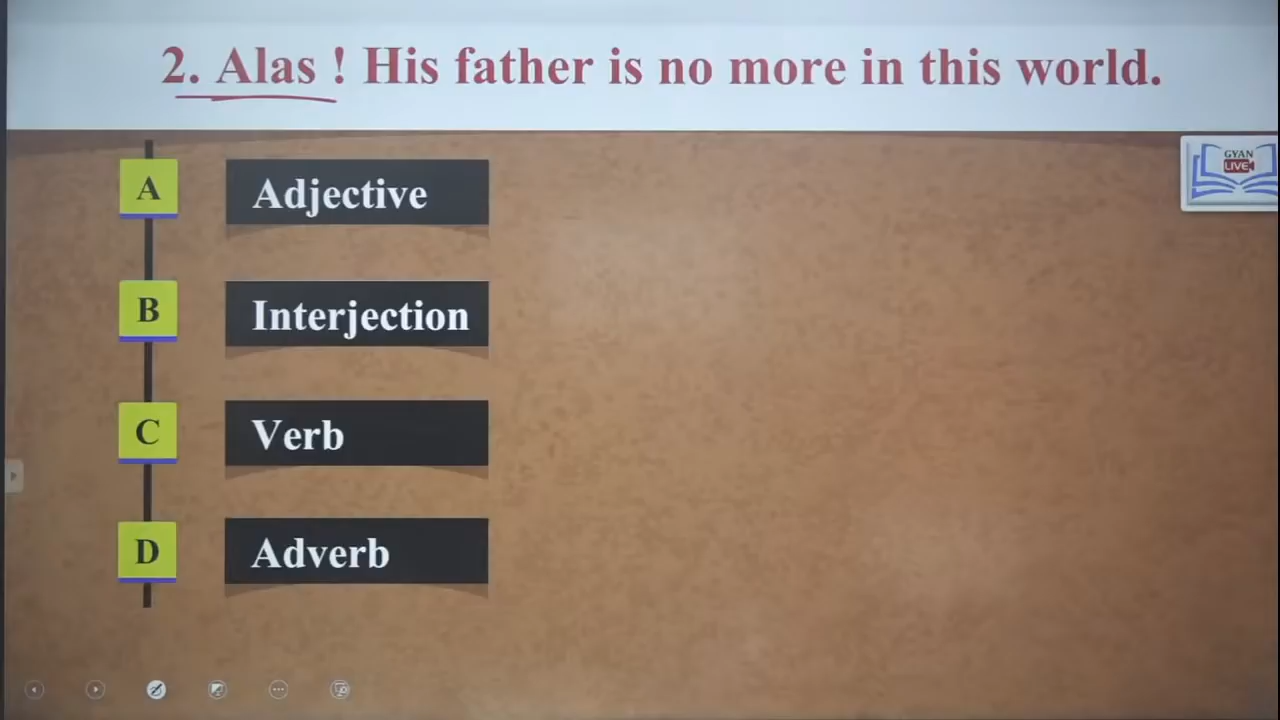 2. Alas ! His father is no more in this world.
GYAN
LIVE
A
Adjective
B
Interjection
C
Verb
D
Adverb